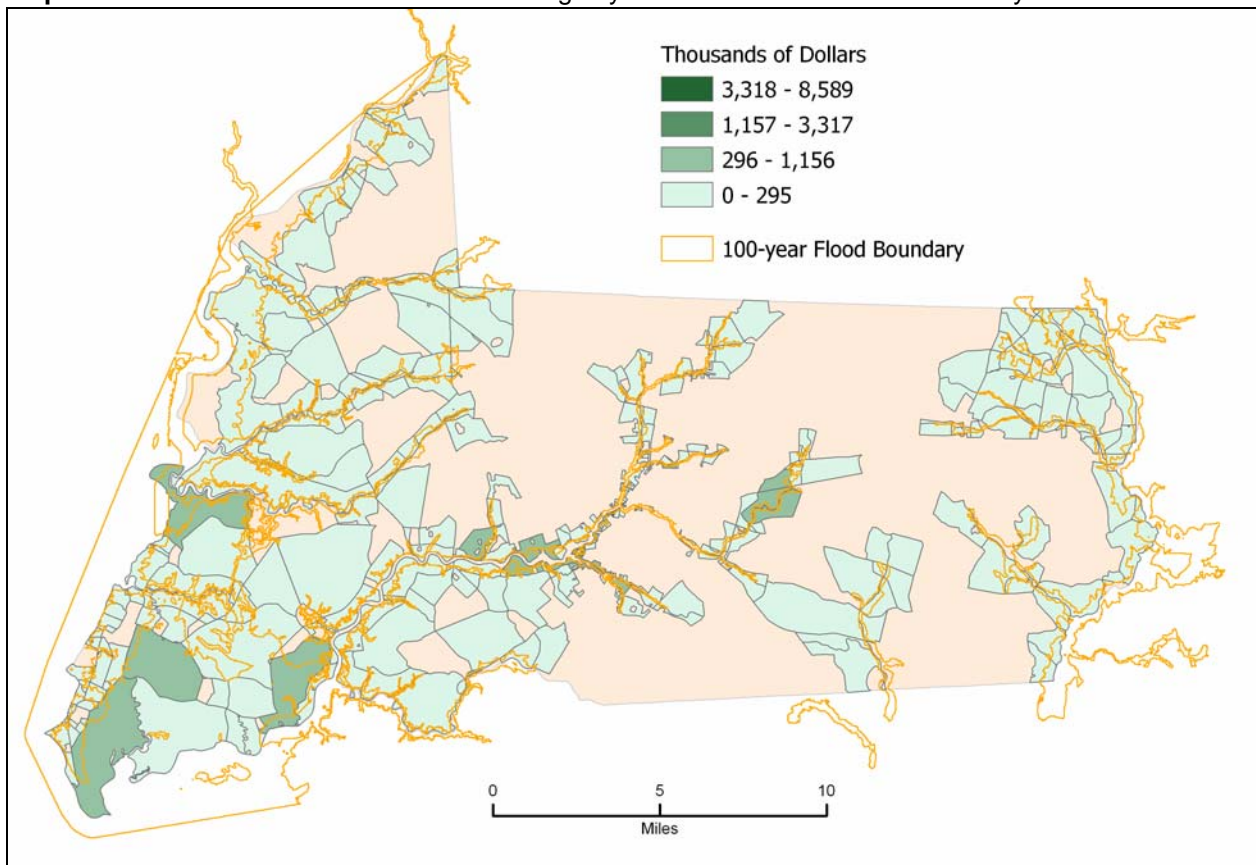 Thousands of Dollars
3,318 - 8,589
1,157 - 3,317
296 - 1,156
0 - 295
100-year Flood Boundary
0 5 10
Miles